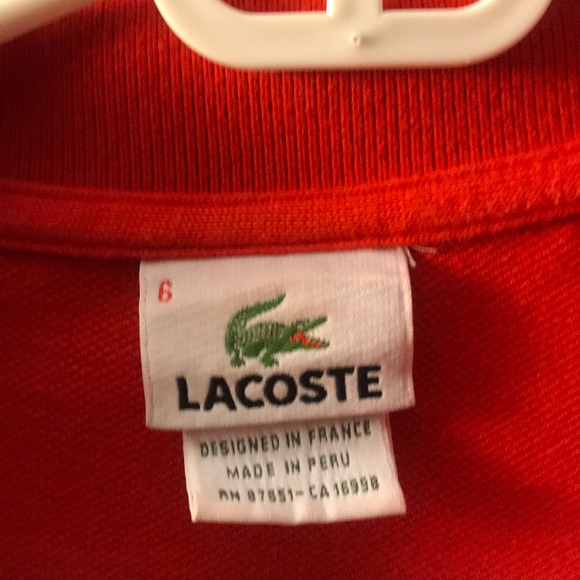 6
LACOSTE
DESIGNED IN FRANCE
MADE IN PERU
RN 87651-CA 16998